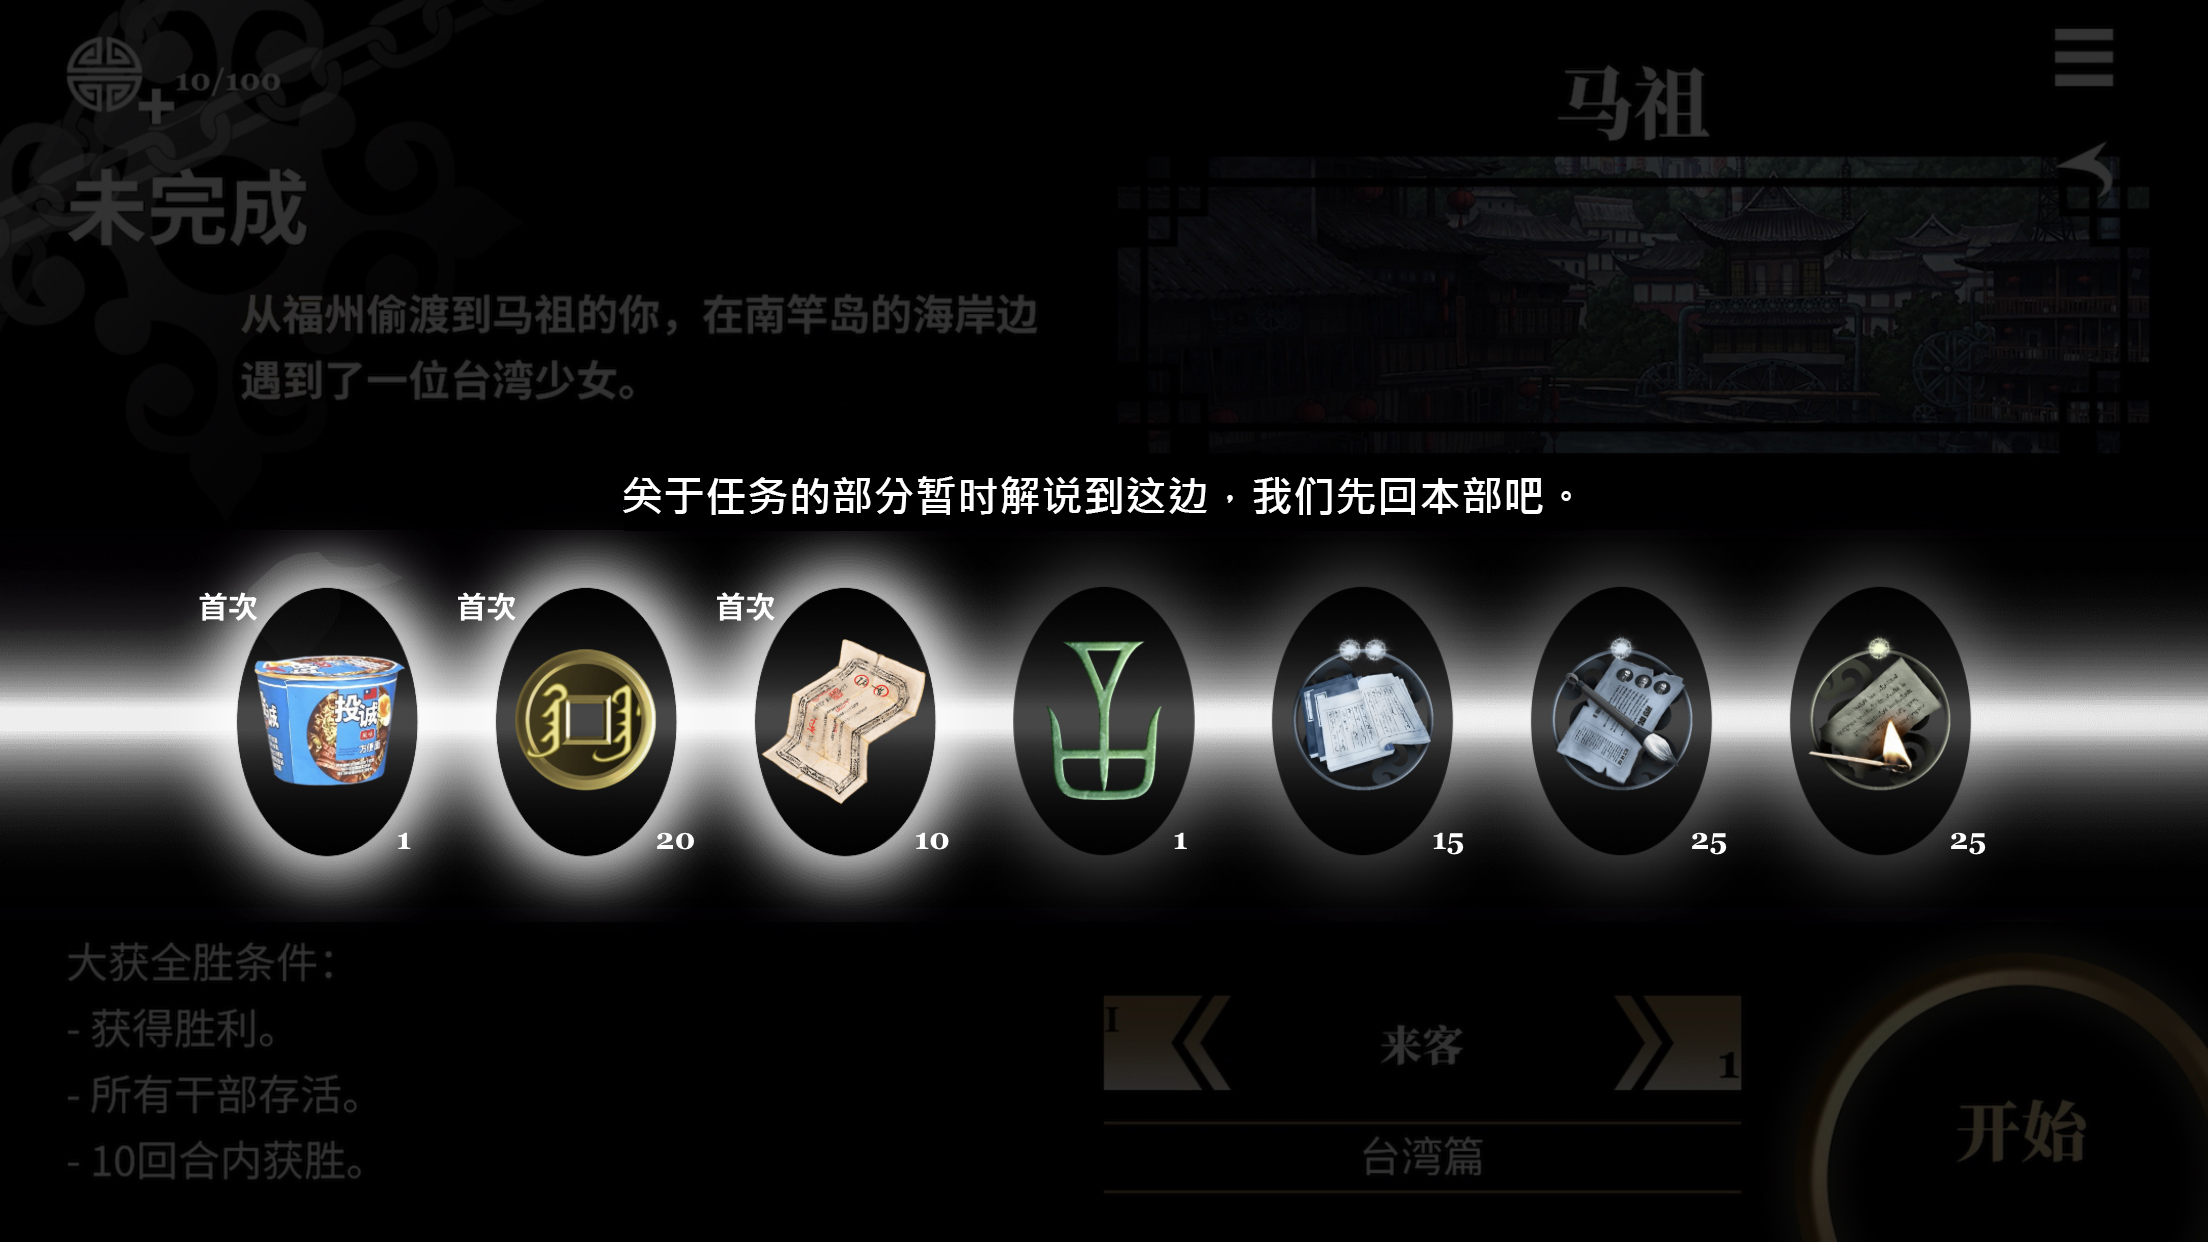 10/100
马祖
未完成
从福州偷渡到马祖的你，在南竿岛的海岸边
遇到了一位台湾少女。
关于任务的部分暂时解说到这边，我们先回本部吧。
首次
首次
首次
投诚
方便面
1
20
10
1
15
25
25
大获全胜条件：
- 获得胜利。
- 所有干部存活。
- 10回合内获胜。
I
来客
1
台湾篇
开始